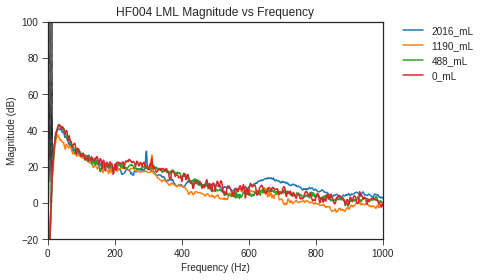 HF004 LML Magnitude vs Frequency
100
80
60
40
20
0
−20
Magnitude (dB)
0 200 400 600 800 1000
Frequency (Hz)
2016_mL
1190_mL
488_mL
0_mL